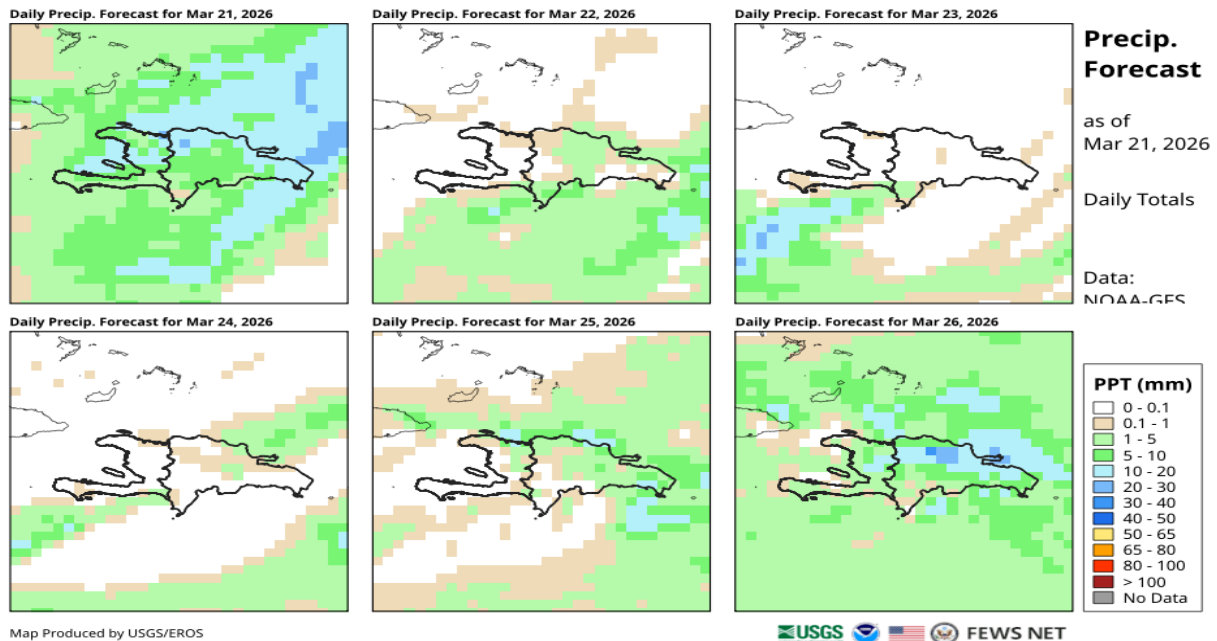 Daily Precip. Forecast for Mar 21, 2026
Daily Precip. Forecast for Mar 22, 2026
Daily Precip. Forecast for Mar 23, 2026
Precip.
Forecast
as of
Mar 21, 2026
Daily Totals
Data:
NOAA-GFS
Daily Precip. Forecast for Mar 24, 2026
Daily Precip. Forecast for Mar 25, 2026
Daily Precip. Forecast for Mar 26, 2026
PPT (mm)
0 - 0.1
0.1 - 1
1 - 5
5 - 10
10 - 20
20 - 30
30 - 40
40 - 50
50 - 65
65 - 80
80 - 100
> 100
No Data
Map Produced by USGS/EROS
USGS
FEWS NET